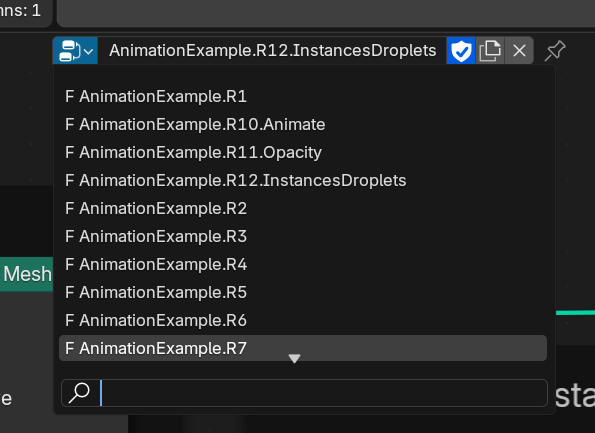 ns: 1
AnimationExample.R12.InstancesDroplets
F AnimationExample.R1
F AnimationExample.R10.Animate
F AnimationExample.R11.Opacity
F AnimationExample.R12.InstancesDroplets
F AnimationExample.R2
F AnimationExample.R3
F AnimationExample.R4
Mesh
F AnimationExample.R5
F AnimationExample.R6
F AnimationExample.R7
e
sta